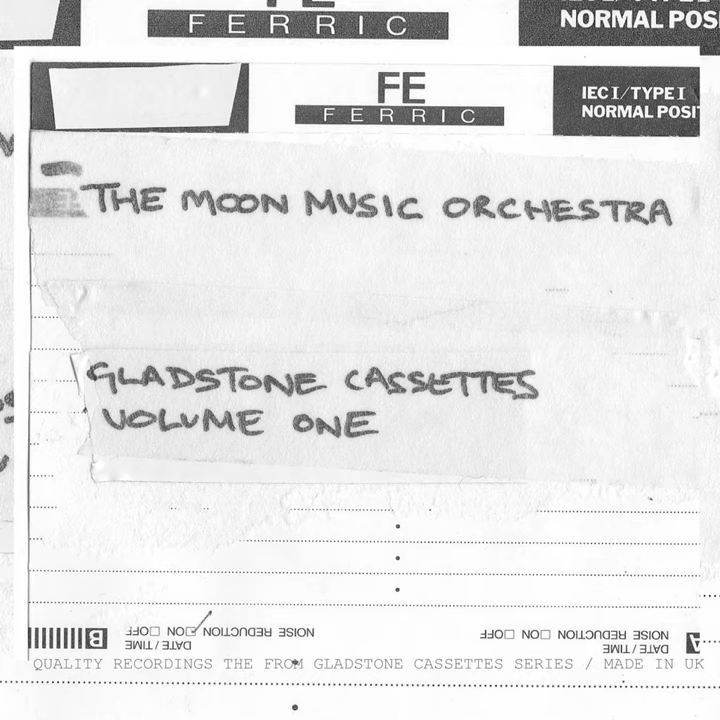 FERRIC
NORMAL POS
FE
FERRIC
IEC I/TYPE I
NORMAL POSIT
THE MOON MUSIC ORCHESTRA
GLADSTONE CASSETTES
VOLUME ONE
B
DATE / TIME
NOISE REDUCTION □ ON □ OFF
A
DATE / TIME
NOISE REDUCTION □ ON □ OFF
QUALITY RECORDINGS THE FROM GLADSTONE CASSETTES SERIES / MADE IN UK